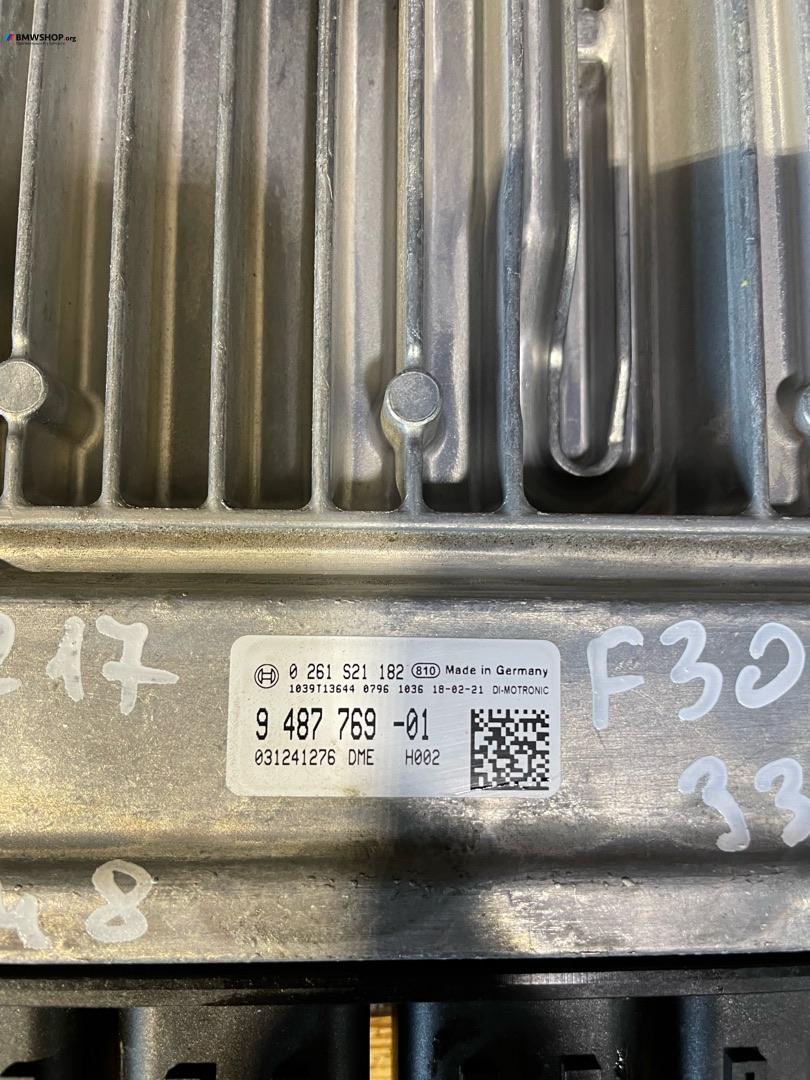 BMWSHOP.org
217
0 261 S21 182 810 Made in Germany
1039T13644 0796 1036 18-02-21 DI-MOTRONIC
9 487 769 -01
031241276 DME H002
F30
33
8